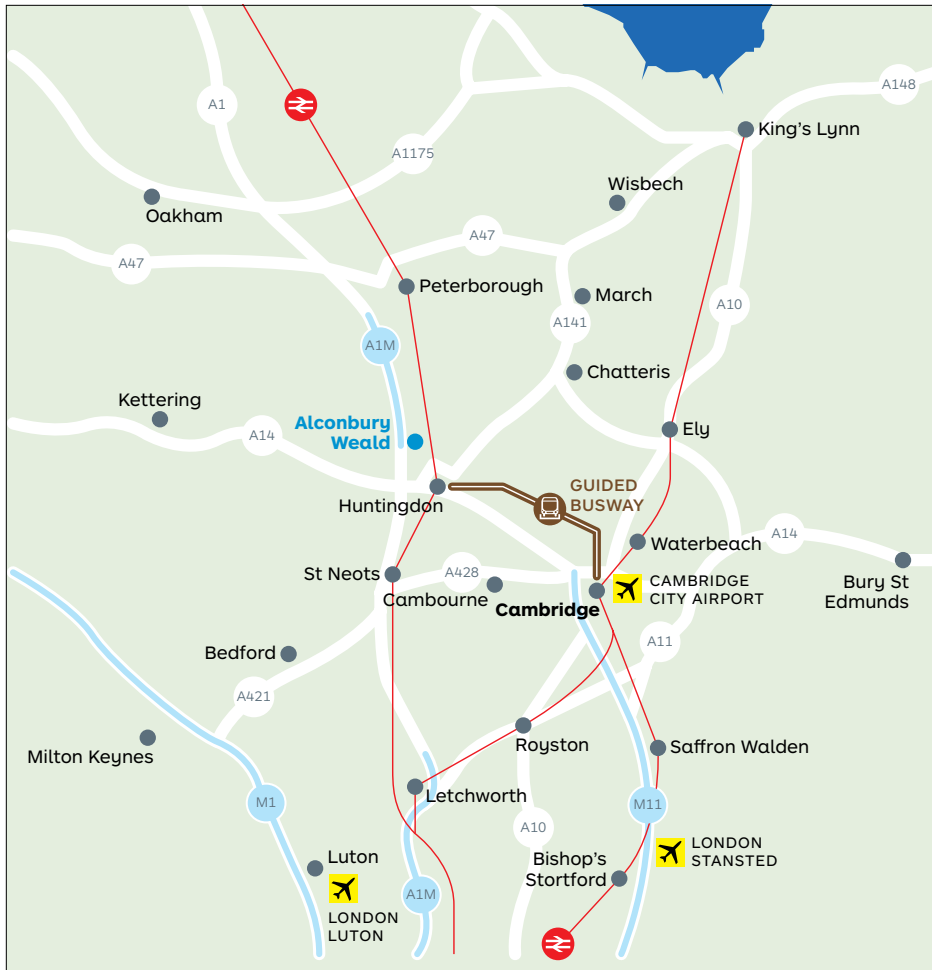 A148
A1
King's Lynn
A1175
Wisbech
Oakham
A47
A47
Peterborough
March
A10
A141
A1M
Chatteris
Kettering
Alconbury
Weald
A14
Ely
GUIDED
BUSWAY
Huntingdon
A14
Waterbeach
St Neots
A428
Cambourne
CAMBRIDGE
CITY AIRPORT
Cambridge
Bury St
Edmunds
A11
Bedford
A421
Royston
Saffron Walden
Milton Keynes
Letchworth
M1
M11
A10
LONDON
STANSTED
Luton
Bishop's
Stortford
A1M
LONDON
LUTON